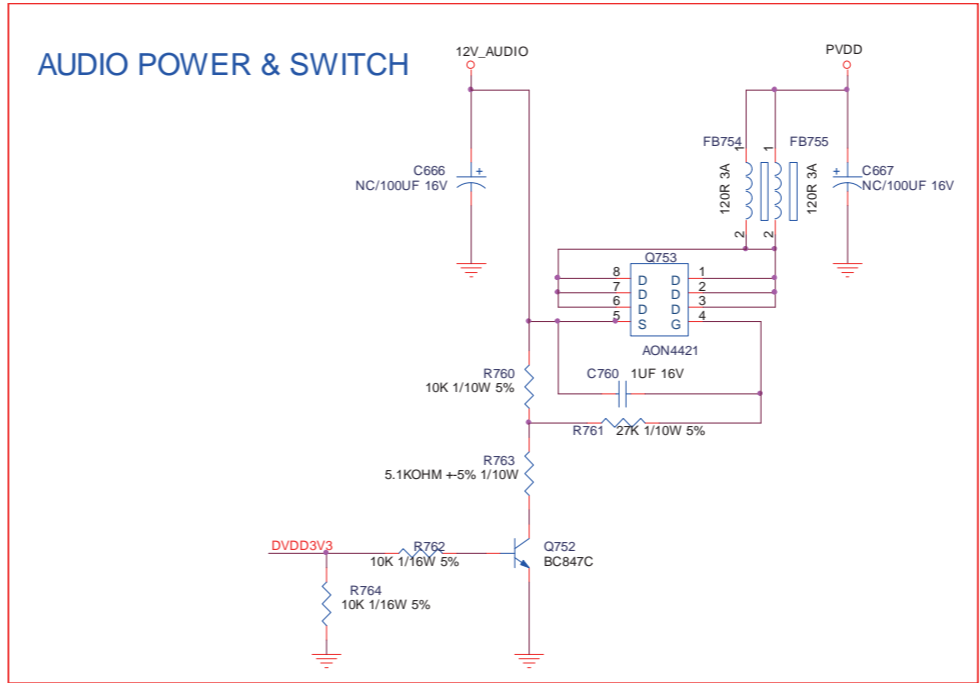 AUDIO POWER & SWITCH
12V_AUDIO
PVDD
C666
NC/100UF 16V
+
FB754
1
1
FB755
120R 3A
120R 3A
2
2
+
C667
NC/100UF 16V
Q753
8 D D 1
7 D D 2
6 D D 3
5 S G 4
AON4421
R760
10K 1/10W 5%
C760 1UF 16V
R761 27K 1/10W 5%
R763
5.1KOHM +-5% 1/10W
DVDD3V3
R762
10K 1/16W 5%
Q752
BC847C
R764
10K 1/16W 5%